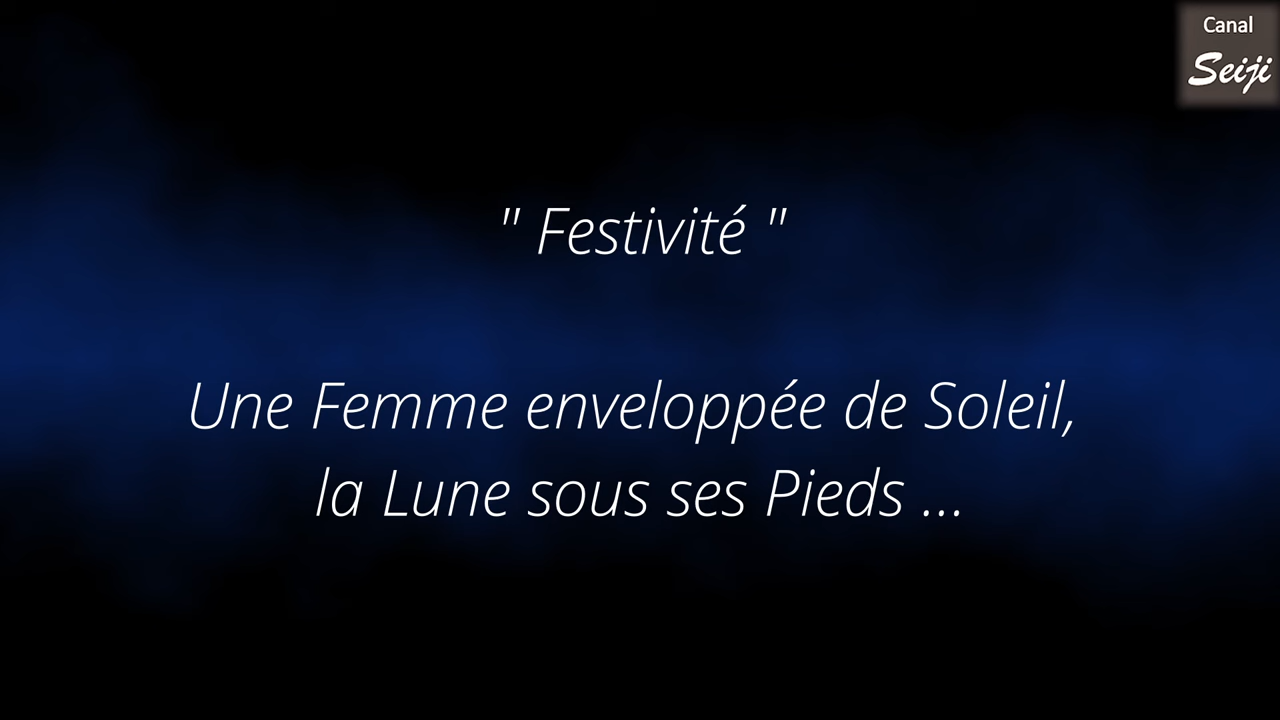 Canal
Seiji
" Festivité "
Une Femme enveloppée de Soleil,
la Lune sous ses Pieds ...